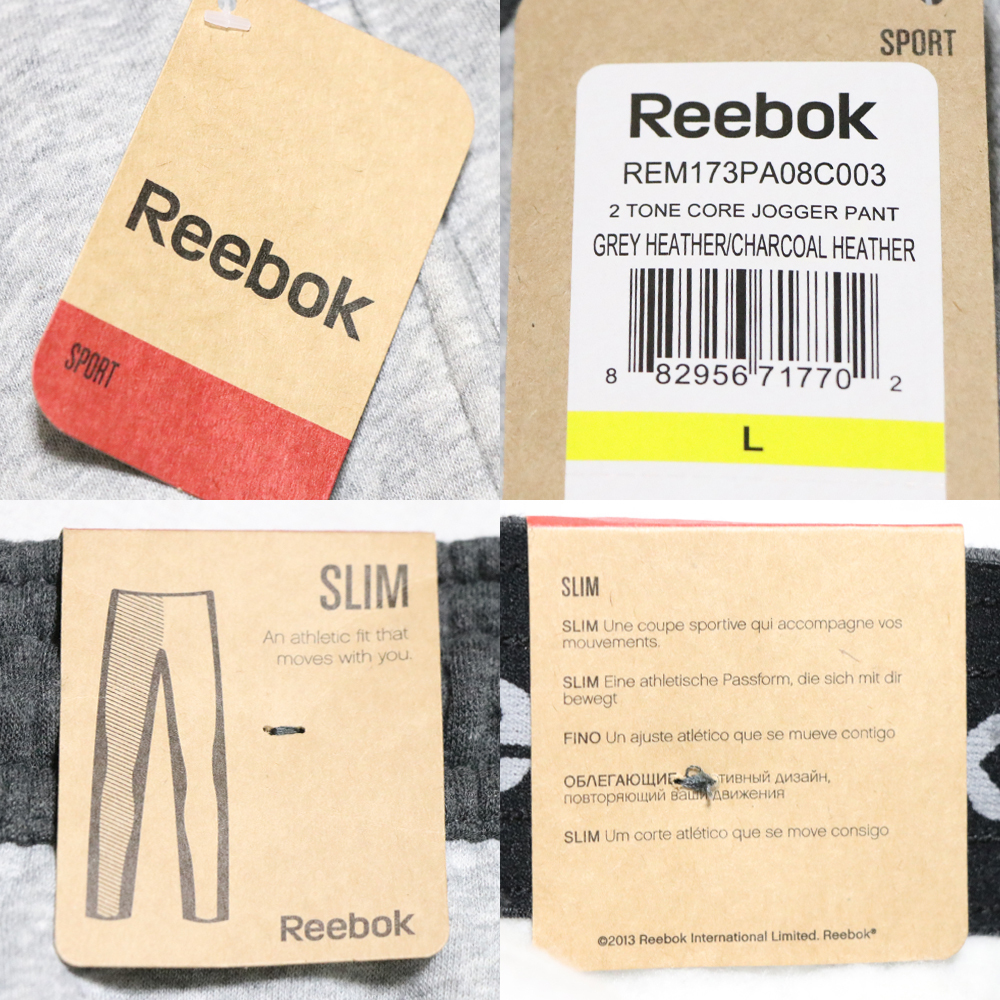 Reebok
SPORT
SPORT
Reebok
REM173PA08C003
2 TONE CORE JOGGER PANT
GREY HEATHER/CHARCOAL HEATHER
8 82956 71770 2
L
SLIM
An athletic fit that
moves with you.
Reebok
SLIM
SLIM Une coupe sportive qui accompagne vos
mouvements.
SLIM Eine athletische Passform, die sich mit dir
bewegt
FINO Un ajuste atlético que se mueve contigo
ОБЛЕГАЮЩИЕ тивный дизайн,
повторяющий ваши движения
SLIM Um corte atlético que se move consigo
©2013 Reebok International Limited. Reebok®